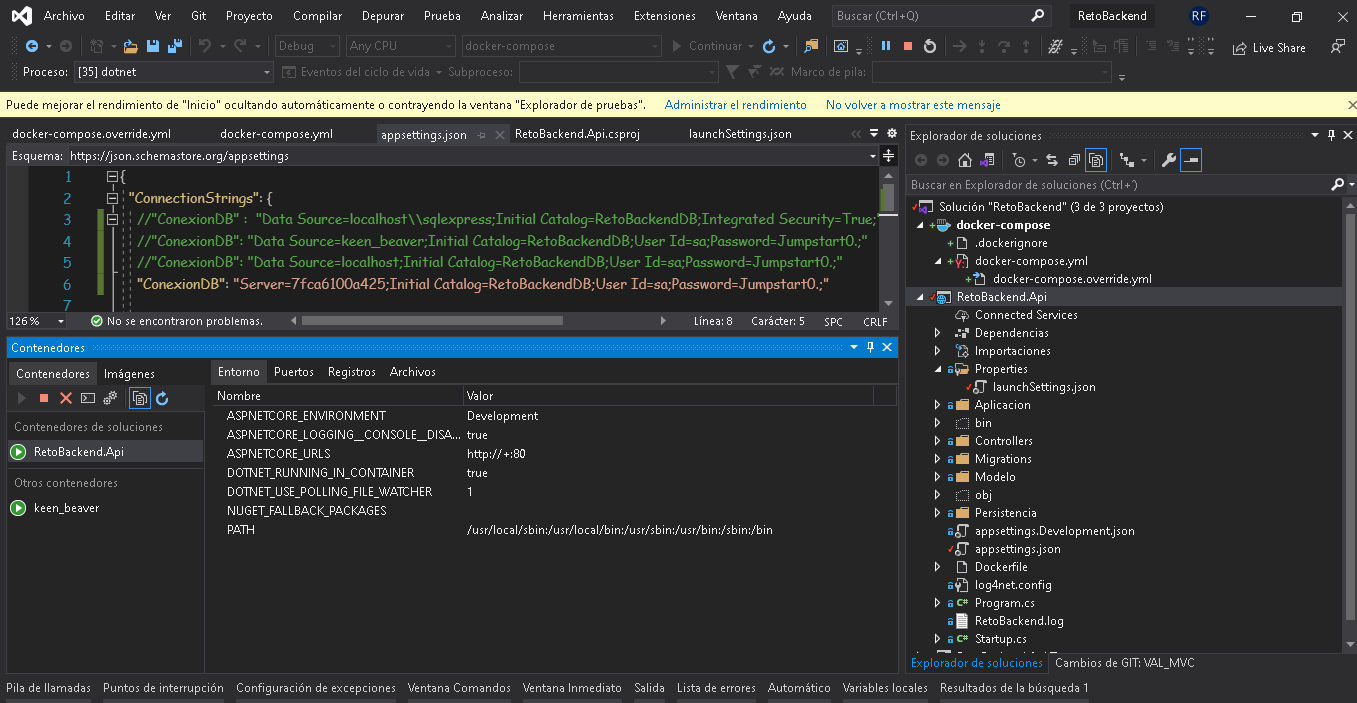 Archivo Editar Ver Git Proyecto Compilar Depurar Prueba Analizar Herramientas Extensiones Ventana Ayuda Buscar (Ctrl+Q) RetoBackend RF
Debug Any CPU docker-compose Continuar Live Share
Proceso: [35] dotnet Eventos del ciclo de vida Subproceso: Marco de pila:
Puede mejorar el rendimiento de "Inicio" ocultando automáticamente o contrayendo la ventana "Explorador de pruebas". Administrar el rendimiento No volver a mostrar este mensaje
docker-compose.override.yml docker-compose.yml appsettings.json RetoBackend.Api.csproj launchSettings.json
Esquema: https://json.schemastore.org/appsettings
1 {
2 "ConnectionStrings": {
3 //"ConexionDB" : "Data Source=localhost\\sqlexpress;Initial Catalog=RetoBackendDB;Integrated Security=True;
4 //"ConexionDB": "Data Source=keen_beaver;Initial Catalog=RetoBackendDB;User Id=sa;Password=Jumpstart0.;"
5 //"ConexionDB": "Data Source=localhost;Initial Catalog=RetoBackendDB;User Id=sa;Password=Jumpstart0.;"
6 "ConexionDB": "Server=7fca6100a425;Initial Catalog=RetoBackendDB;User Id=sa;Password=Jumpstart0.;"
7
126 % No se encontraron problemas. Línea: 8 Carácter: 5 SPC CRLF
Contenedores
Contenedores Imágenes
Contenedores de soluciones
RetoBackend.Api
Otros contenedores
keen_beaver
Entorno Puertos Registros Archivos
Nombre Valor
ASPNETCORE_ENVIRONMENT Development
ASPNETCORE_LOGGING__CONSOLE__DISA... true
ASPNETCORE_URLS http://+:80
DOTNET_RUNNING_IN_CONTAINER true
DOTNET_USE_POLLING_FILE_WATCHER 1
NUGET_FALLBACK_PACKAGES
PATH /usr/local/sbin:/usr/local/bin:/usr/sbin:/usr/bin:/sbin:/bin
Explorador de soluciones
Buscar en Explorador de soluciones (Ctrl+´)
Solución "RetoBackend" (3 de 3 proyectos)
docker-compose
.dockerignore
docker-compose.yml
docker-compose.override.yml
RetoBackend.Api
Connected Services
Dependencias
Importaciones
Properties
launchSettings.json
Aplicacion
bin
Controllers
Migrations
Modelo
obj
Persistencia
appsettings.Development.json
appsettings.json
Dockerfile
log4net.config
C# Program.cs
RetoBackend.log
C# Startup.cs
Explorador de soluciones Cambios de GIT: VAL_MVC
Pila de llamadas Puntos de interrupción Configuración de excepciones Ventana Comandos Ventana Inmediato Salida Lista de errores Automático Variables locales Resultados de la búsqueda 1